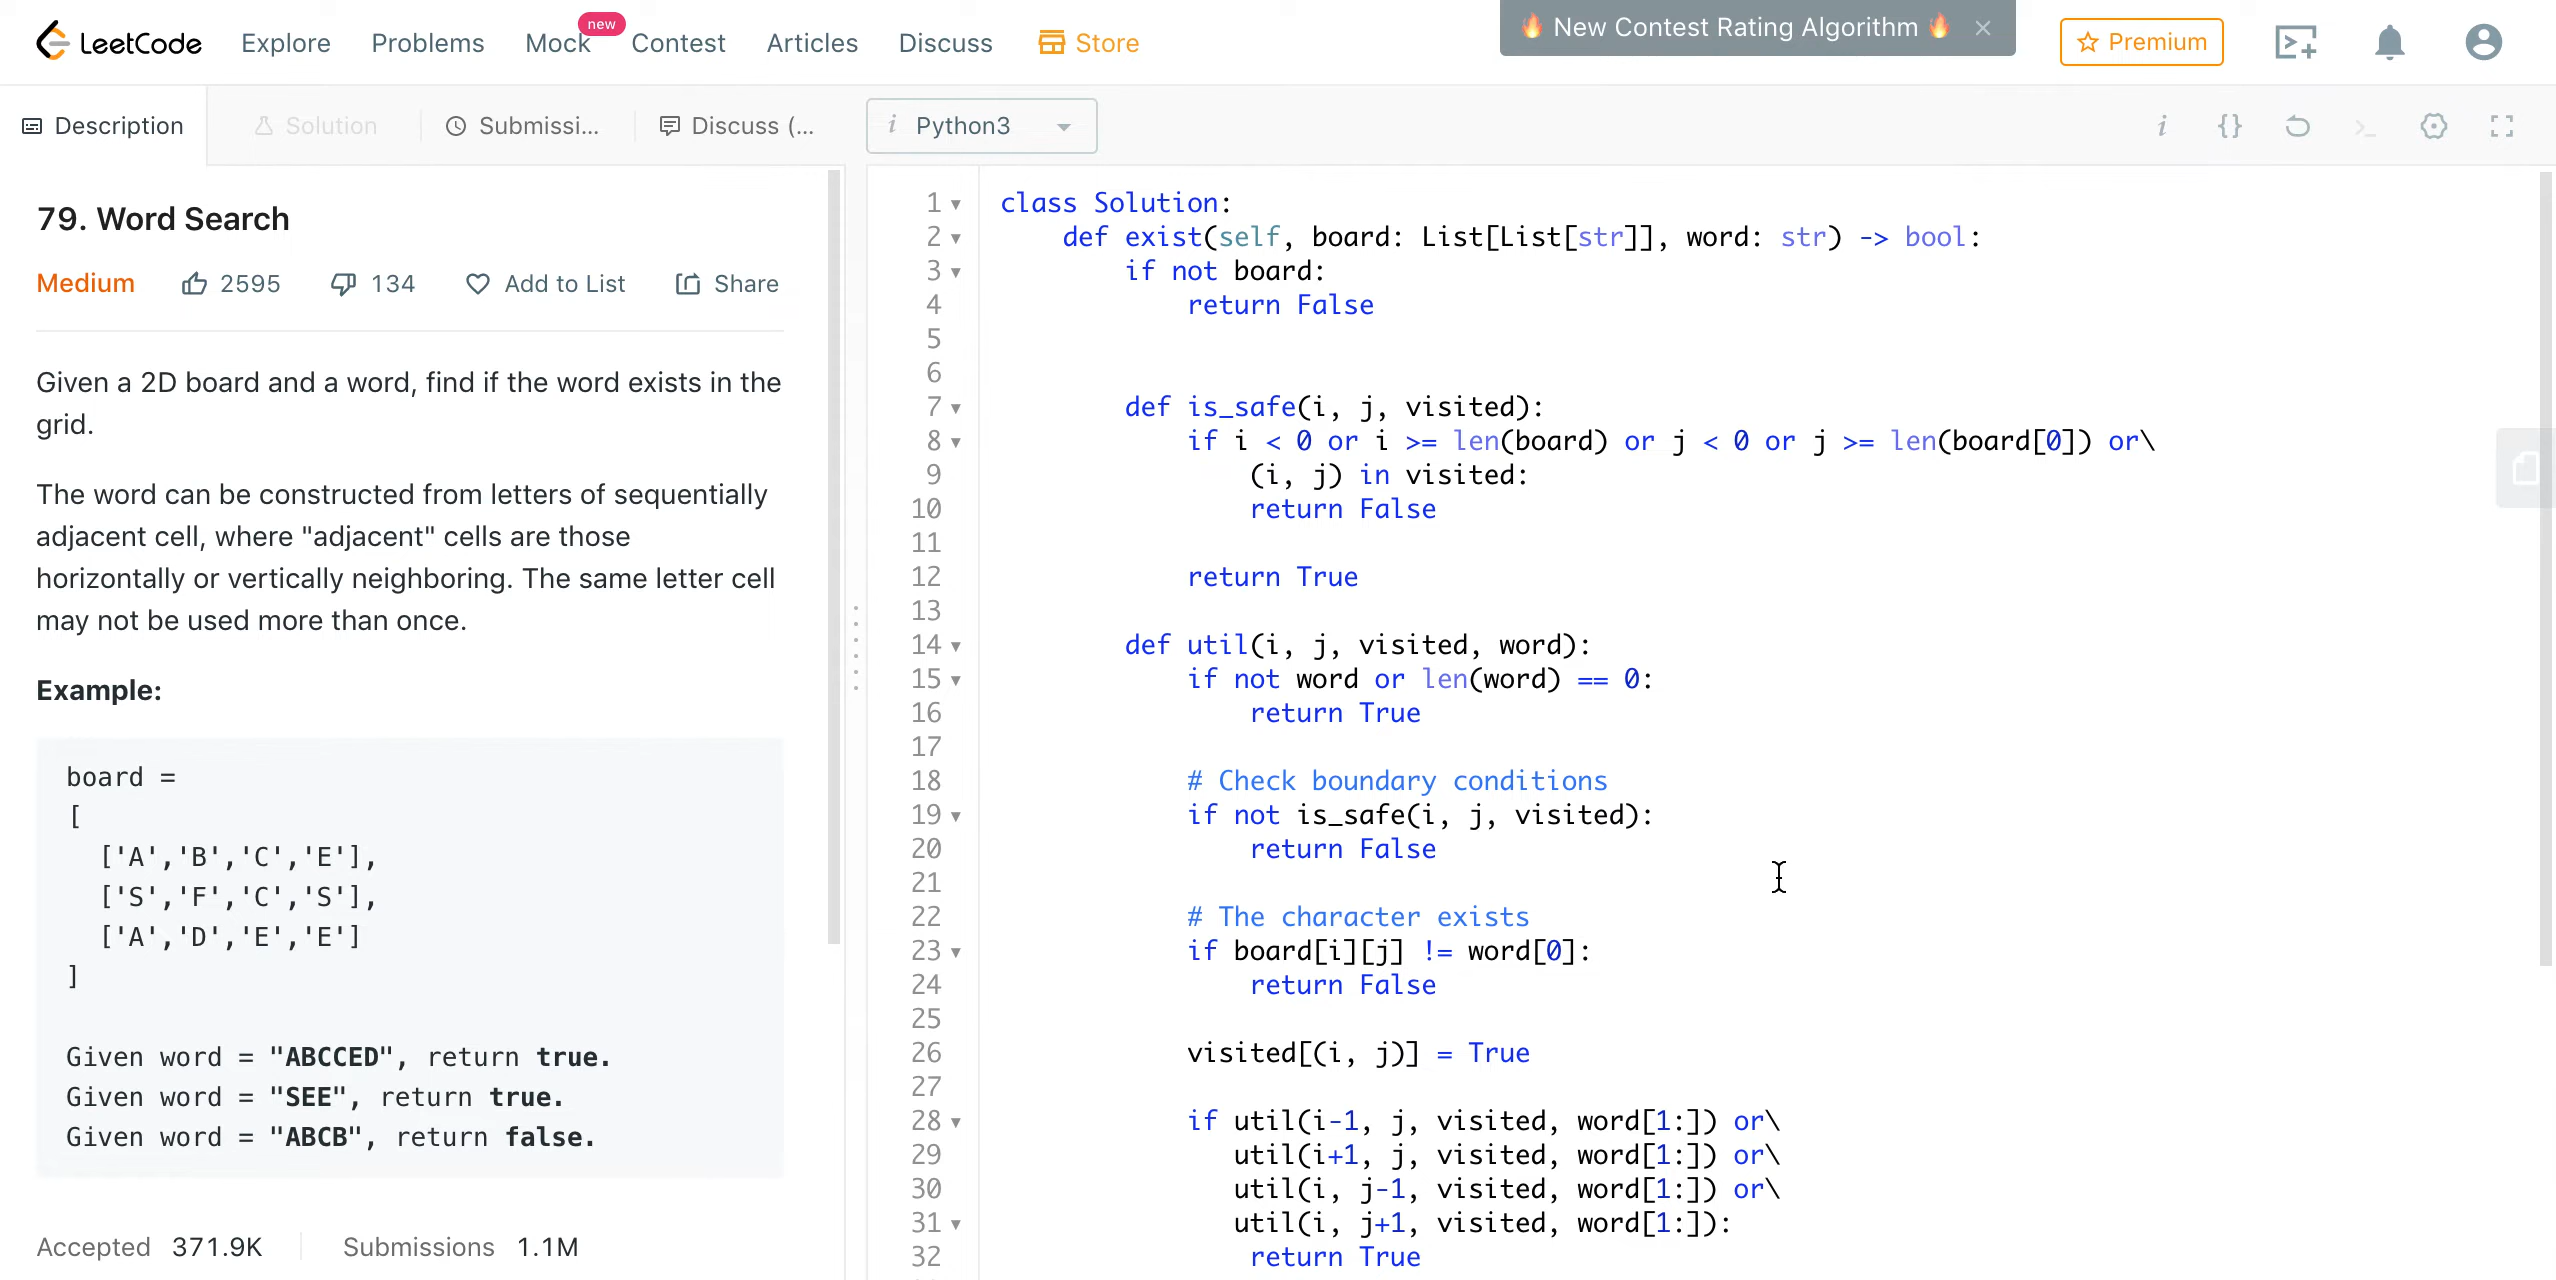 LeetCode Explore Problems Mock new Contest Articles Discuss Store 🔥 New Contest Rating Algorithm 🔥 × Premium
Description Solution Submissi... Discuss (... i Python3 i {} >_
79. Word Search
Medium 2595 134 Add to List Share
Given a 2D board and a word, find if the word exists in the
grid.
The word can be constructed from letters of sequentially
adjacent cell, where "adjacent" cells are those
horizontally or vertically neighboring. The same letter cell
may not be used more than once.
Example:
board =
[
  ['A','B','C','E'],
  ['S','F','C','S'],
  ['A','D','E','E']
]
Given word = "ABCCED", return true.
Given word = "SEE", return true.
Given word = "ABCB", return false.
Accepted 371.9K Submissions 1.1M
1 class Solution:
2     def exist(self, board: List[List[str]], word: str) -> bool:
3         if not board:
4             return False
5
6
7         def is_safe(i, j, visited):
8             if i < 0 or i >= len(board) or j < 0 or j >= len(board[0]) or\
9                 (i, j) in visited:
10                 return False
11
12             return True
13
14         def util(i, j, visited, word):
15             if not word or len(word) == 0:
16                 return True
17
18             # Check boundary conditions
19             if not is_safe(i, j, visited):
20                 return False
21
22             # The character exists
23             if board[i][j] != word[0]:
24                 return False
25
26             visited[(i, j)] = True
27
28             if util(i-1, j, visited, word[1:]) or\
29                util(i+1, j, visited, word[1:]) or\
30                util(i, j-1, visited, word[1:]) or\
31                util(i, j+1, visited, word[1:]):
32                 return True